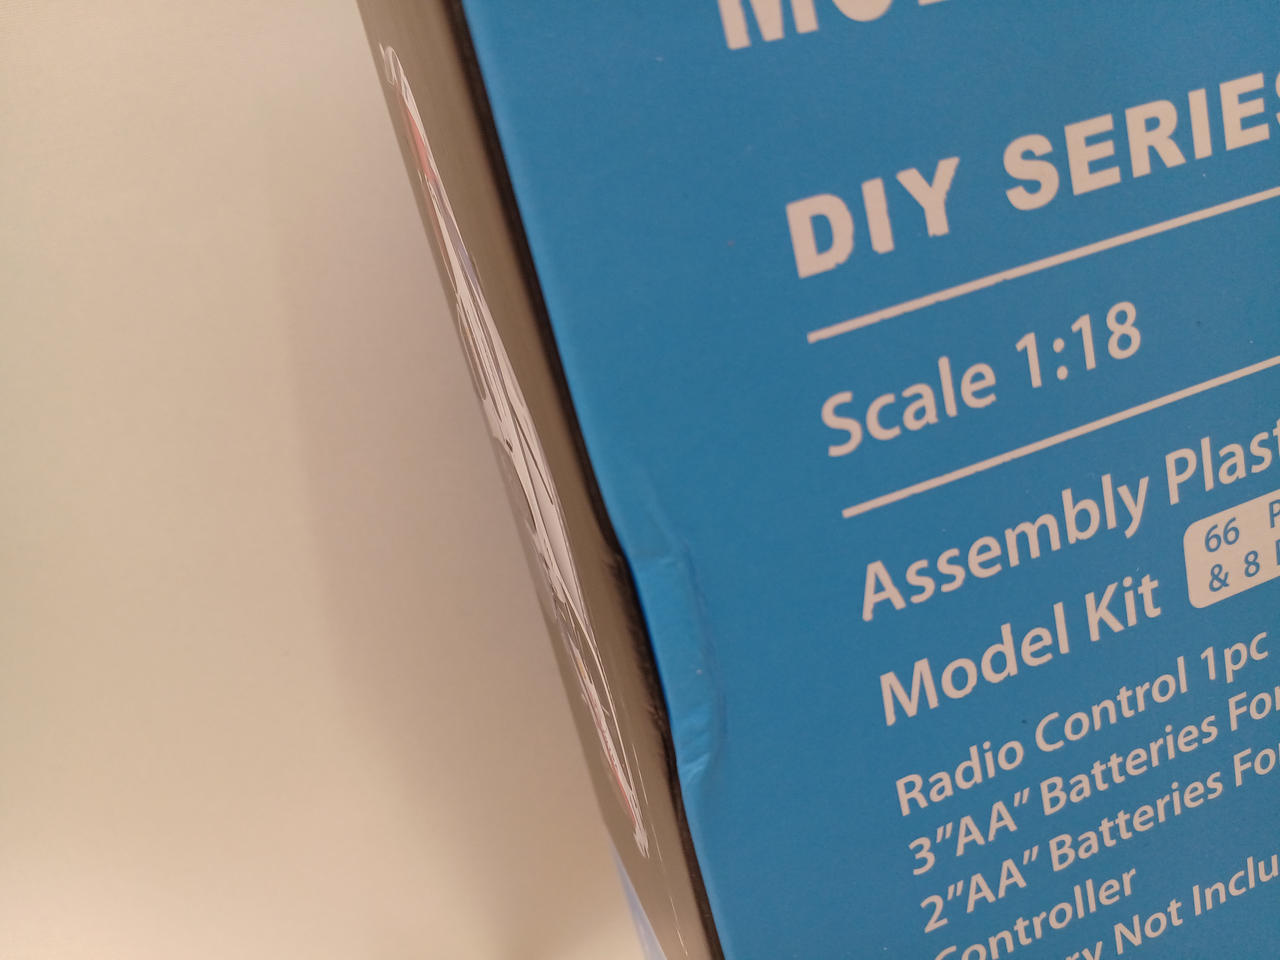 DIY SERIES
Scale 1:18
Assembly Plast
Model Kit
66 P
& 8
Radio Control 1pc
3"AA" Batteries For
2"AA" Batteries For
Controller
ry Not Inclu